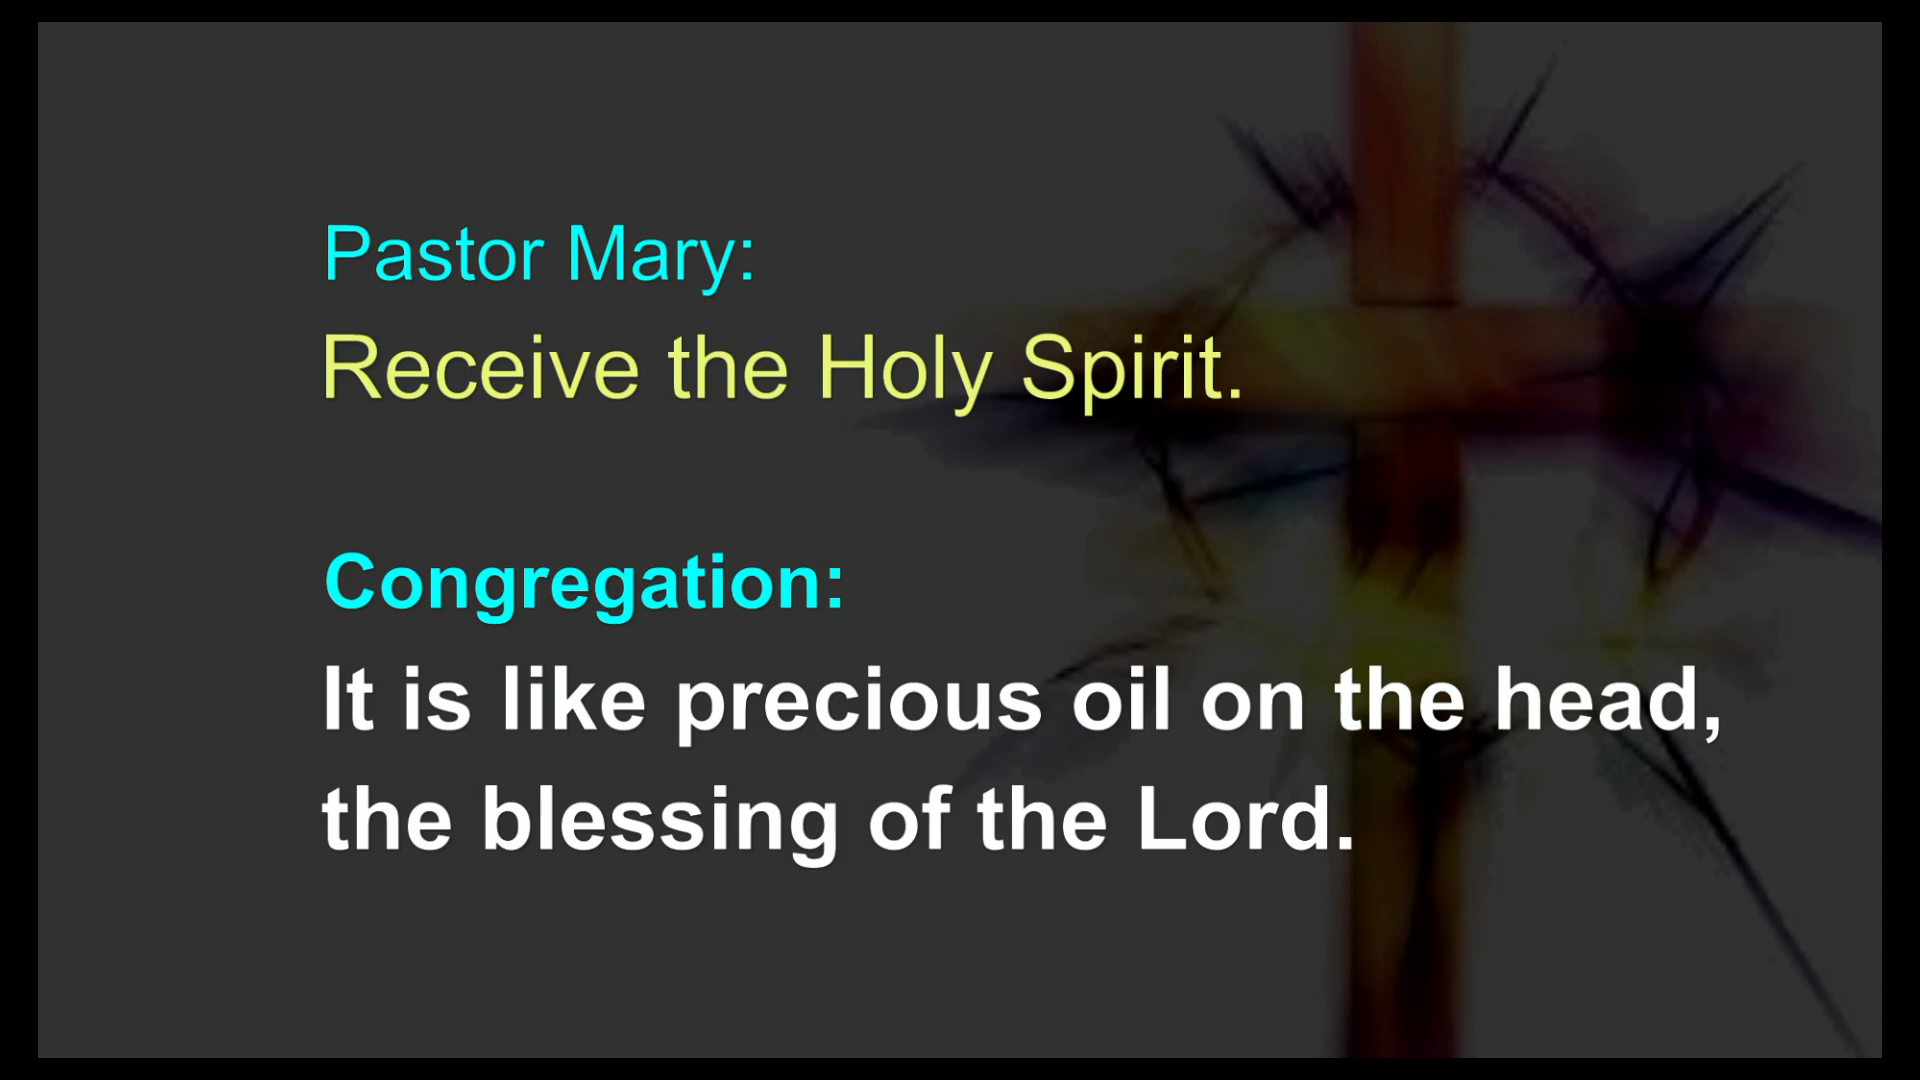 Pastor Mary:
Receive the Holy Spirit.
Congregation:
It is like precious oil on the head,
the blessing of the Lord.